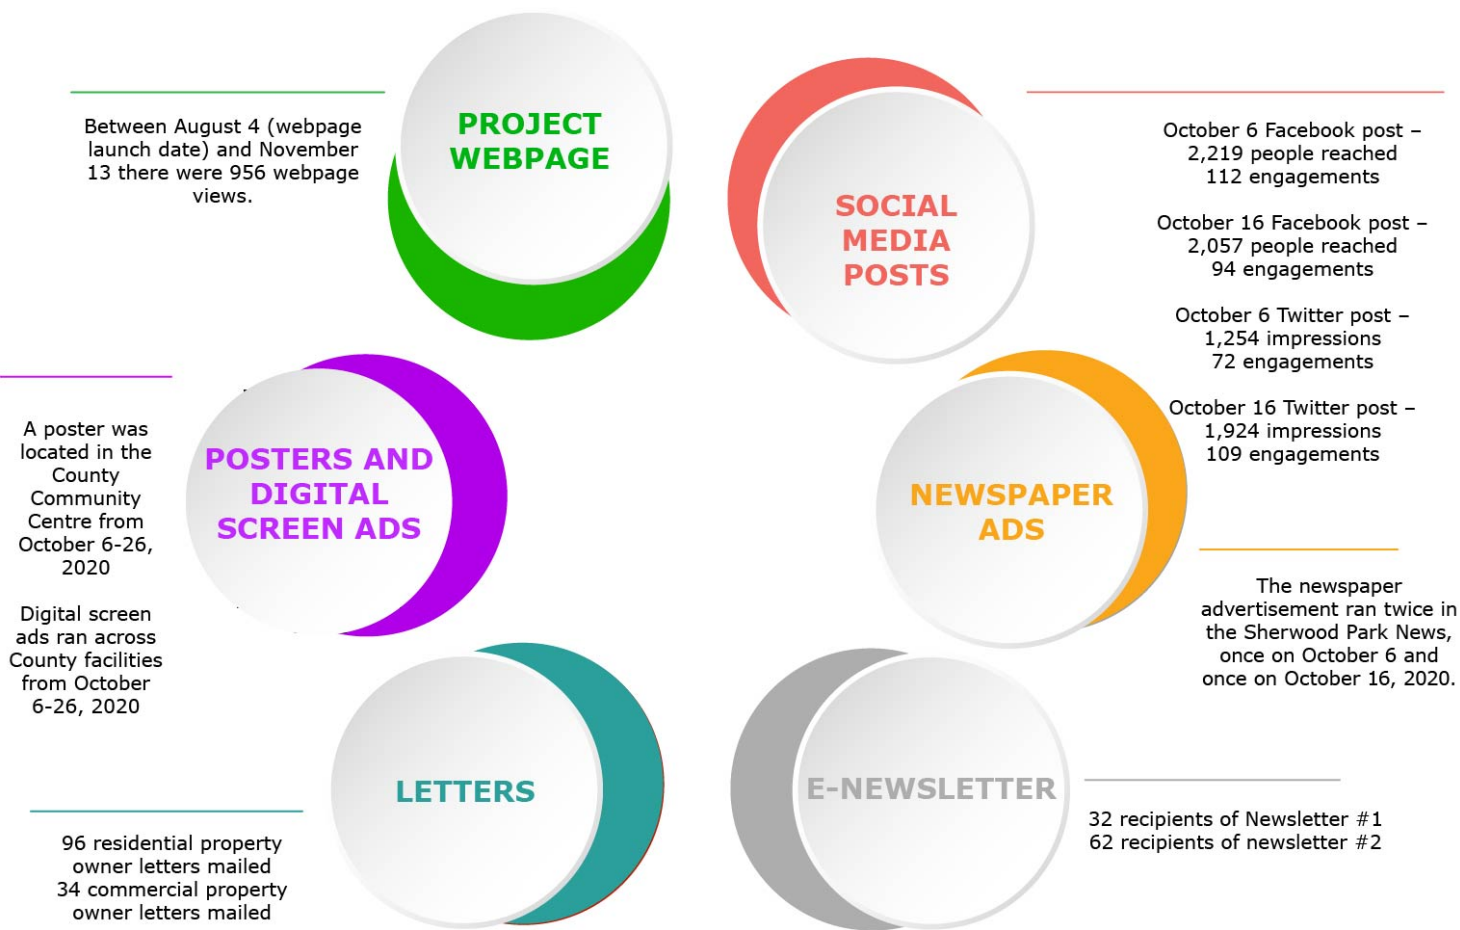 PROJECT
WEBPAGE
Between August 4 (webpage
launch date) and November
13 there were 956 webpage
views.
SOCIAL
MEDIA
POSTS
October 6 Facebook post –
2,219 people reached
112 engagements
October 16 Facebook post –
2,057 people reached
94 engagements
October 6 Twitter post –
1,254 impressions
72 engagements
October 16 Twitter post –
1,924 impressions
109 engagements
POSTERS AND
DIGITAL
SCREEN ADS
A poster was
located in the
County
Community
Centre from
October 6-26,
2020
Digital screen
ads ran across
County facilities
from October
6-26, 2020
NEWSPAPER
ADS
The newspaper
advertisement ran twice in
the Sherwood Park News,
once on October 6 and
once on October 16, 2020.
LETTERS
96 residential property
owner letters mailed
34 commercial property
owner letters mailed
E-NEWSLETTER
32 recipients of Newsletter #1
62 recipients of newsletter #2